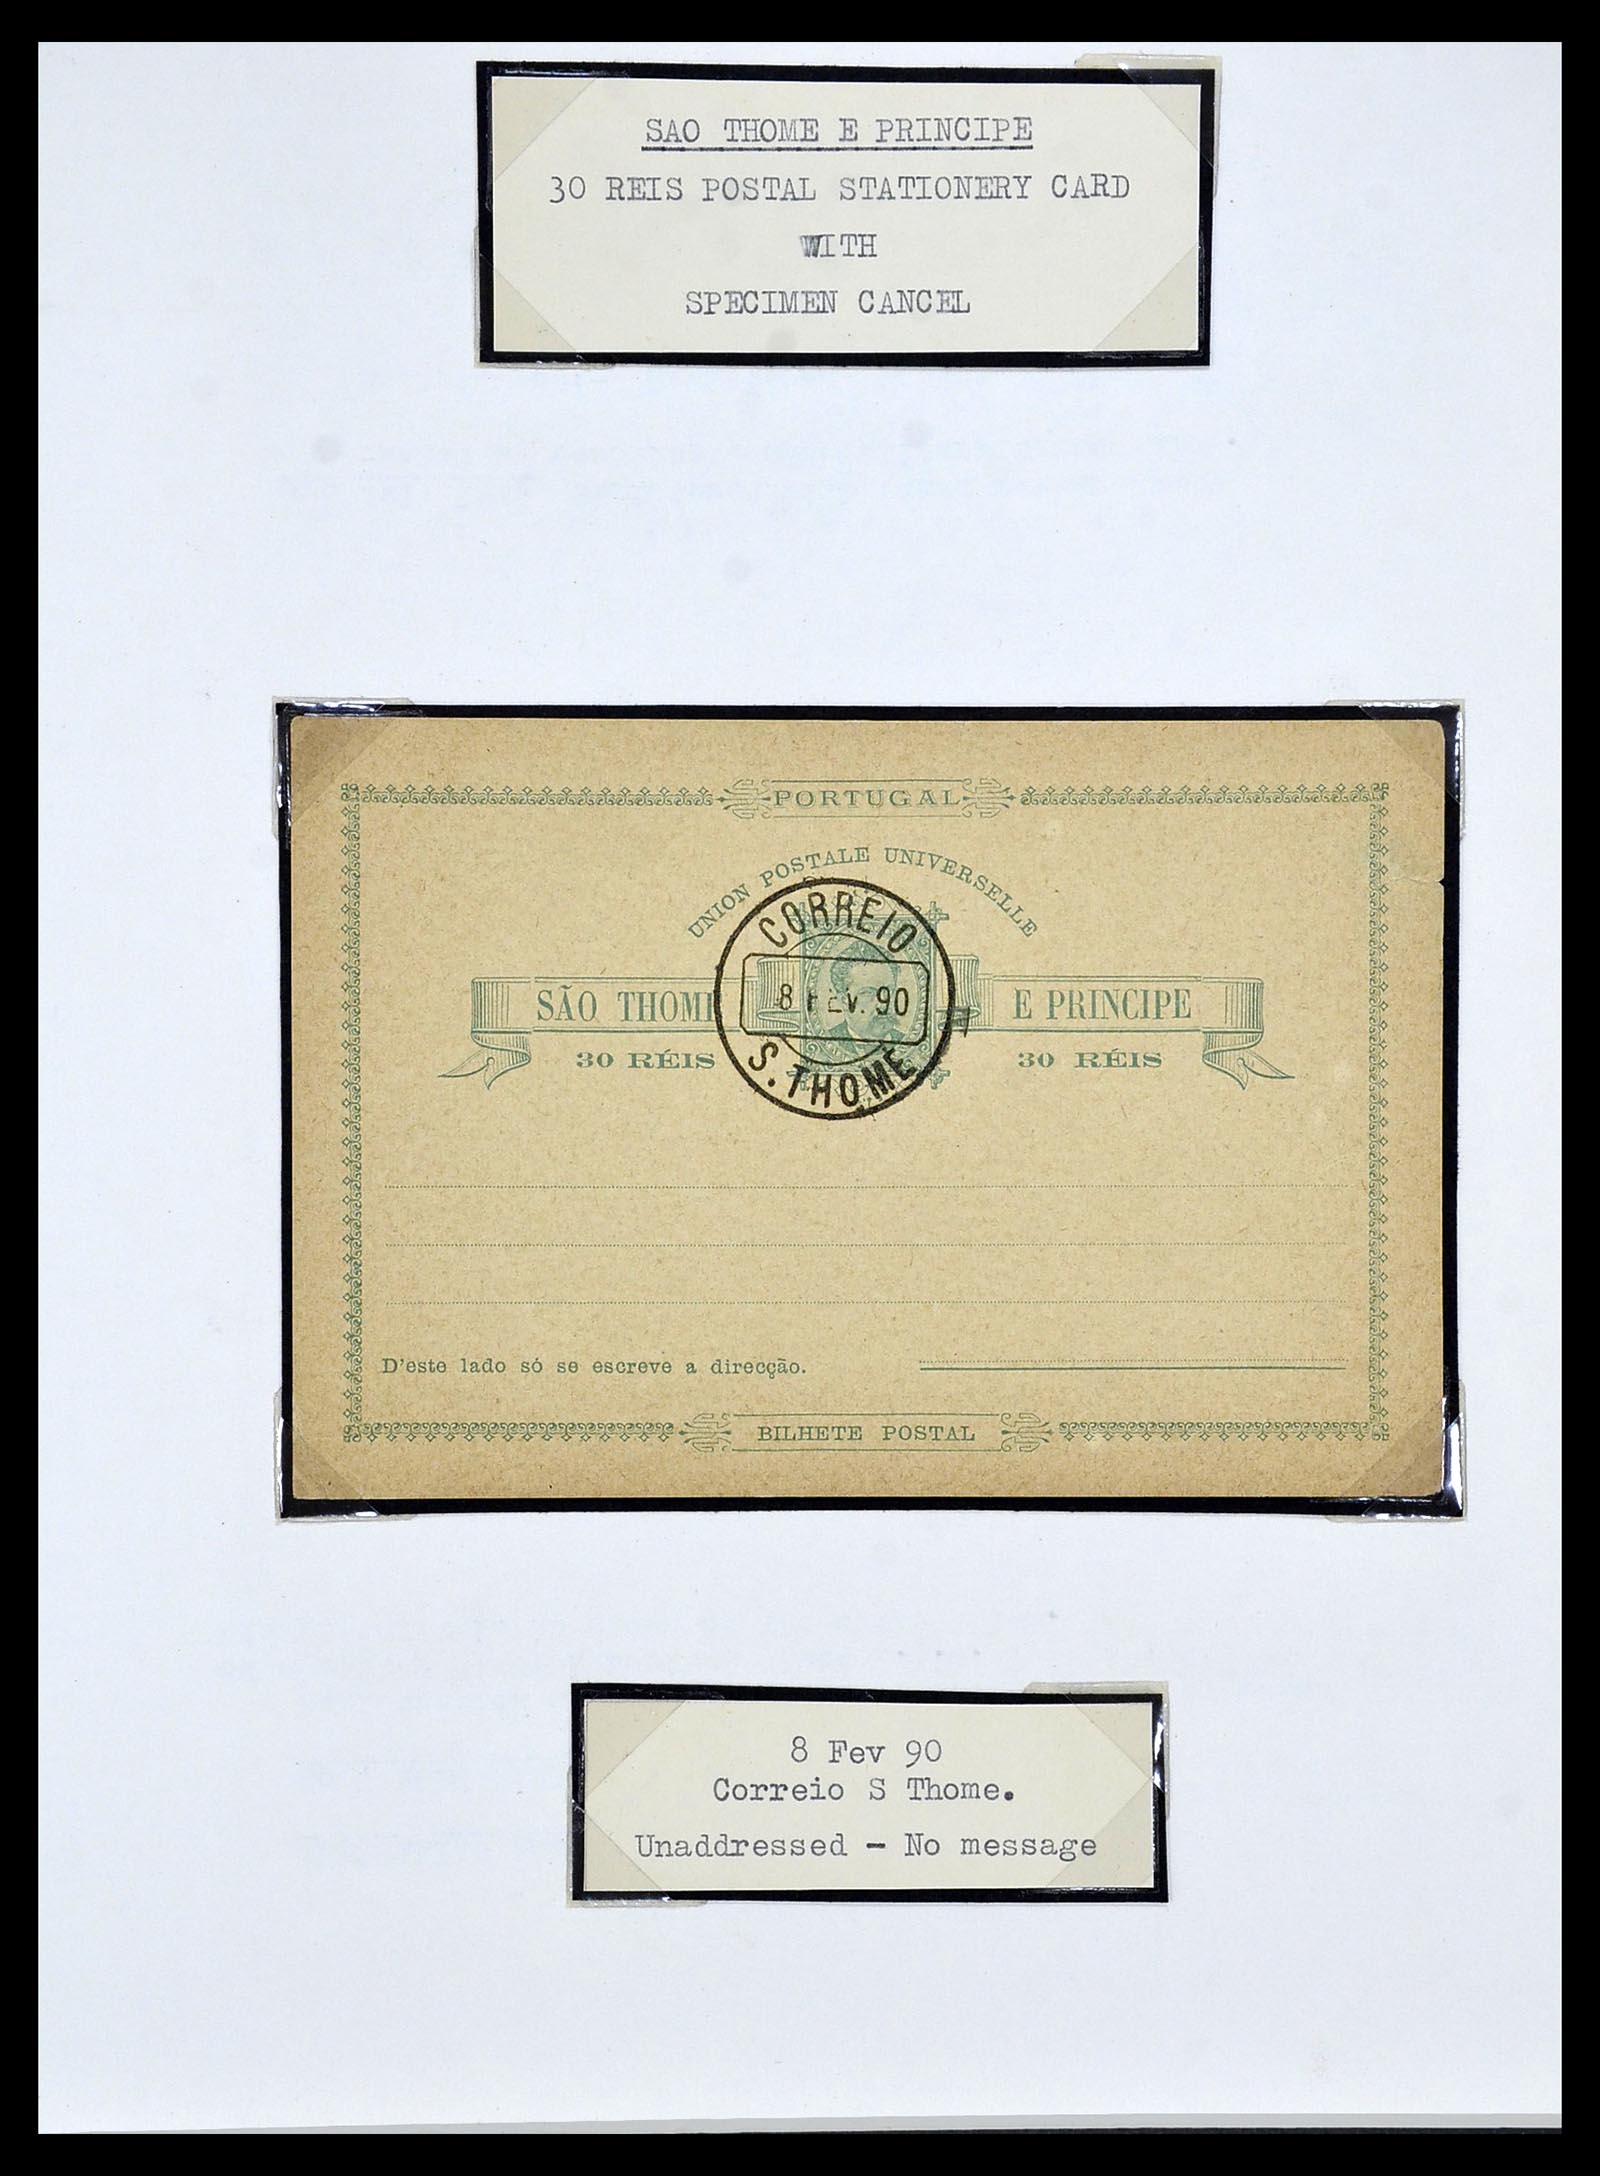 SAO THOME E PRINCIPE
30 REIS POSTAL STATIONERY CARD
WITH
SPECIMEN CANCEL
PORTUGAL
UNION POSTALE UNIVERSELLE
CORREIO
8 FEV. 90
S. THOMÉ
SÃO THOMÉ E PRINCIPE
30 RÉIS 30 RÉIS
D'este lado só se escreve a direcção.
BILHETE POSTAL
8 Fev 90
Correio S Thome.
Unaddressed - No message